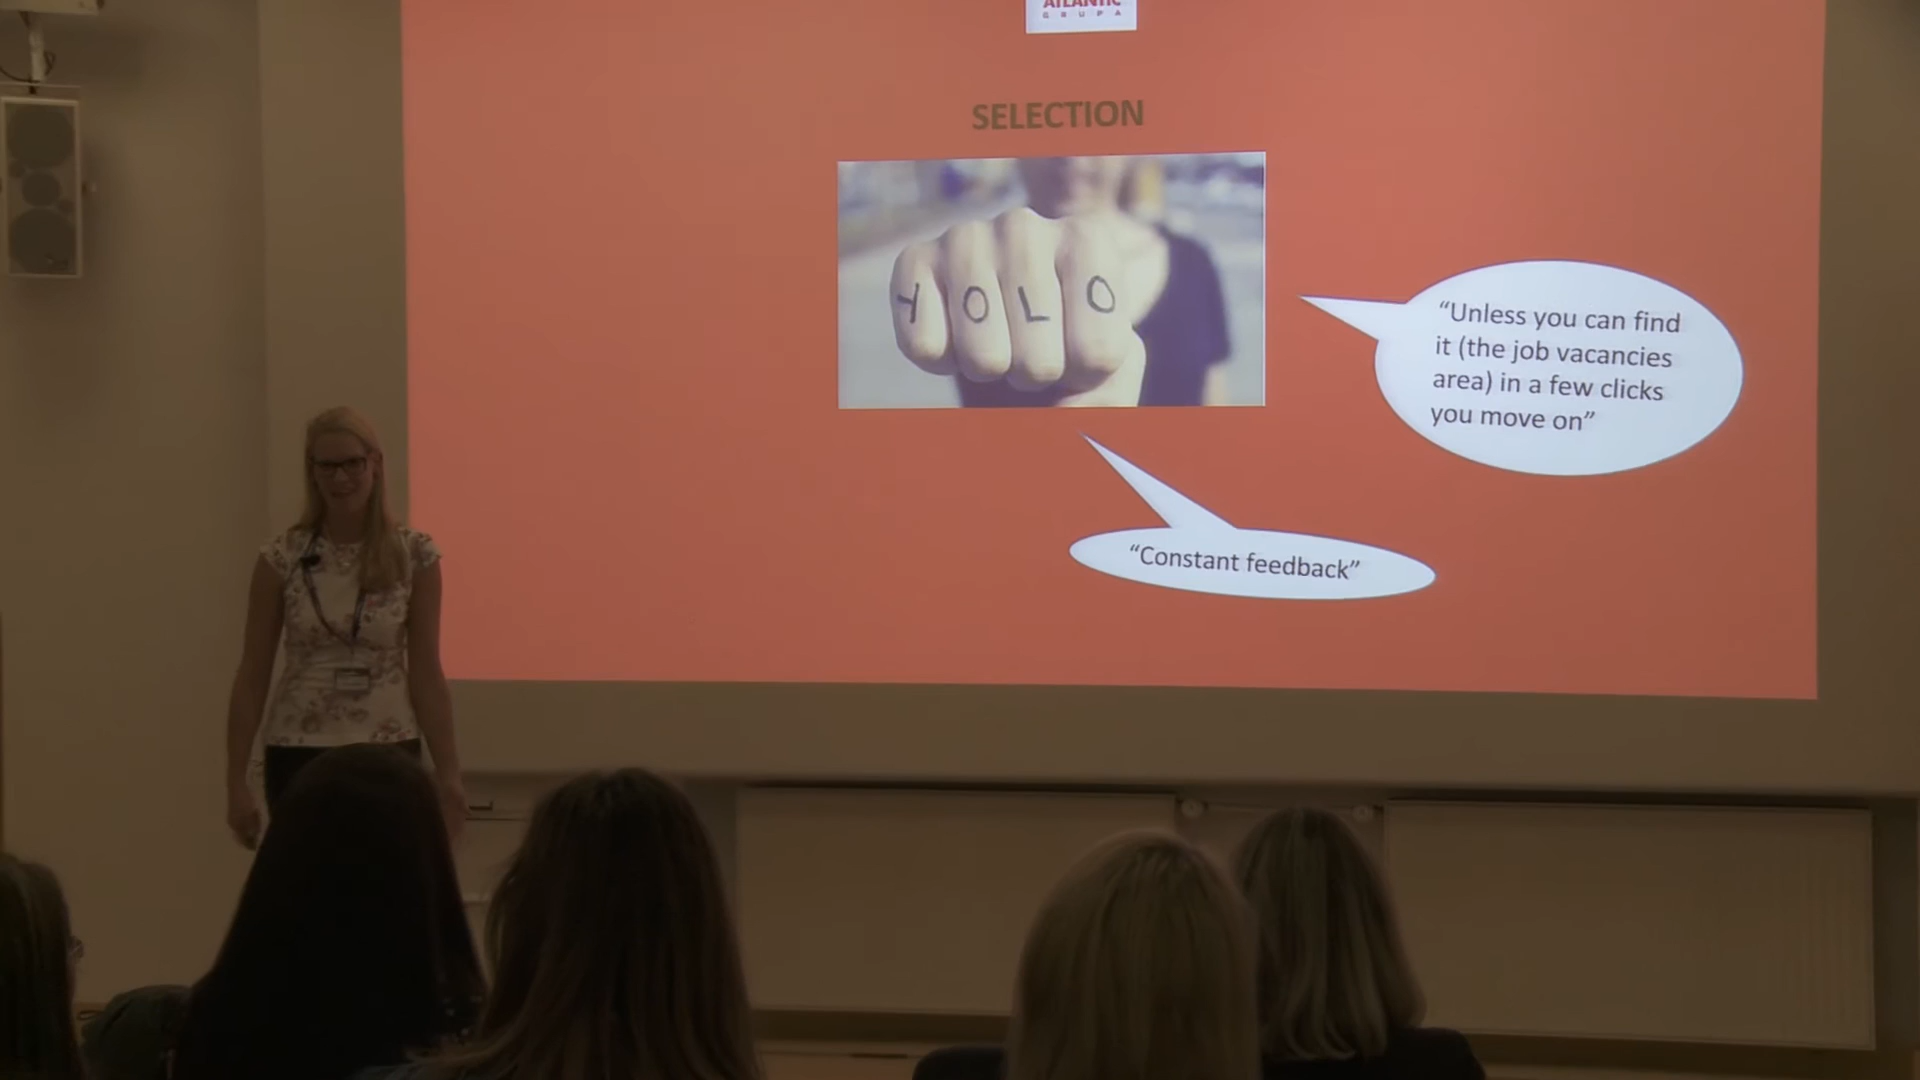 ATLANTIC
GRUPA
SELECTION
YOLO
“Unless you can find
it (the job vacancies
area) in a few clicks
you move on”
“Constant feedback”